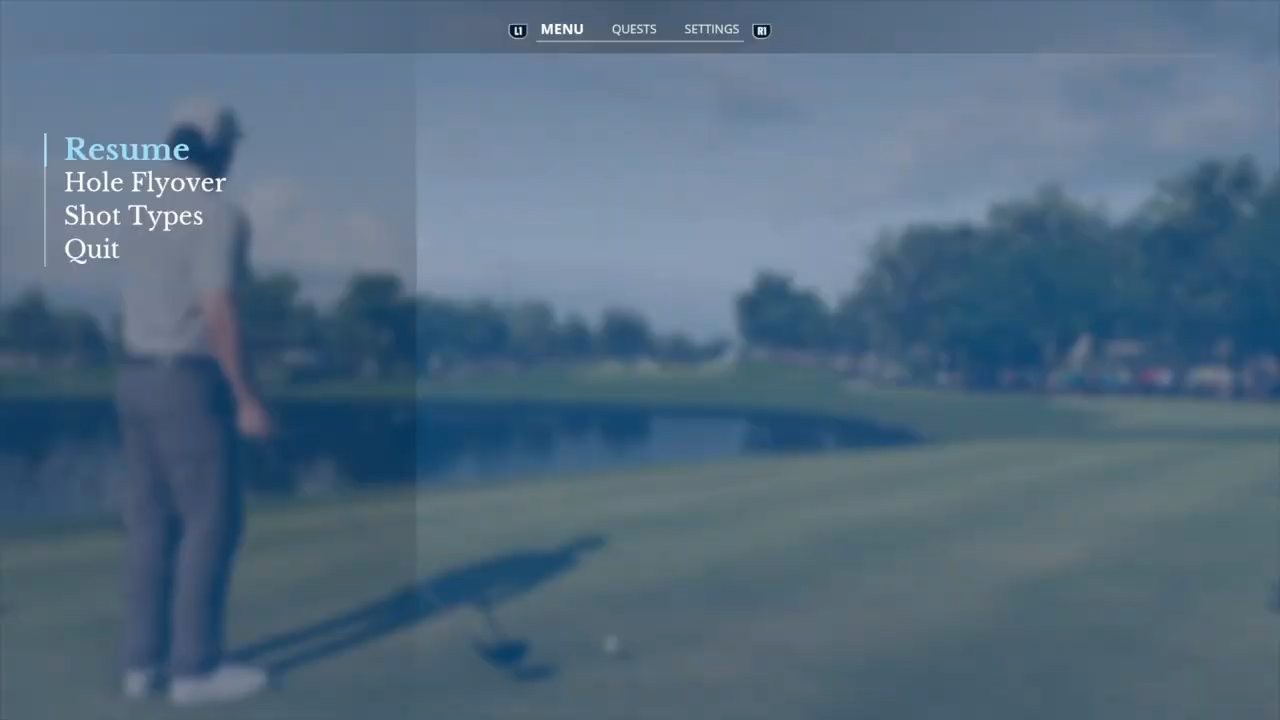 L1 MENU QUESTS SETTINGS R1
Resume
Hole Flyover
Shot Types
Quit